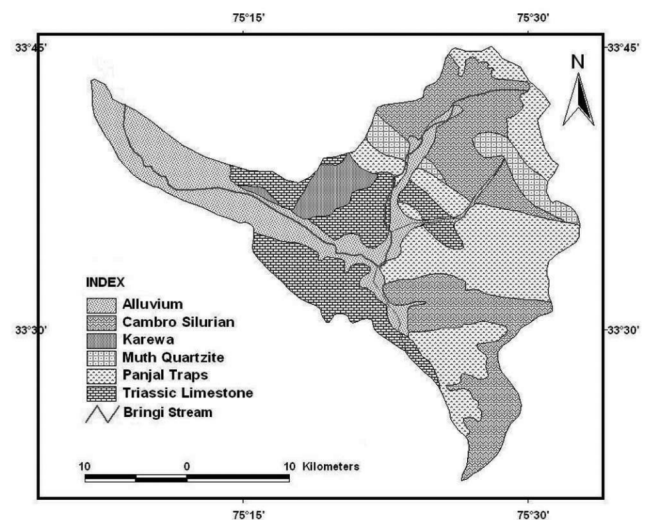 75°15'
75°30'
33°45'
33°45'
N
INDEX
Alluvium
Cambro Silurian
Karewa
Muth Quartzite
Panjal Traps
Triassic Limestone
Bringi Stream
33°30'
33°30'
10 0 10 Kilometers
75°15'
75°30'